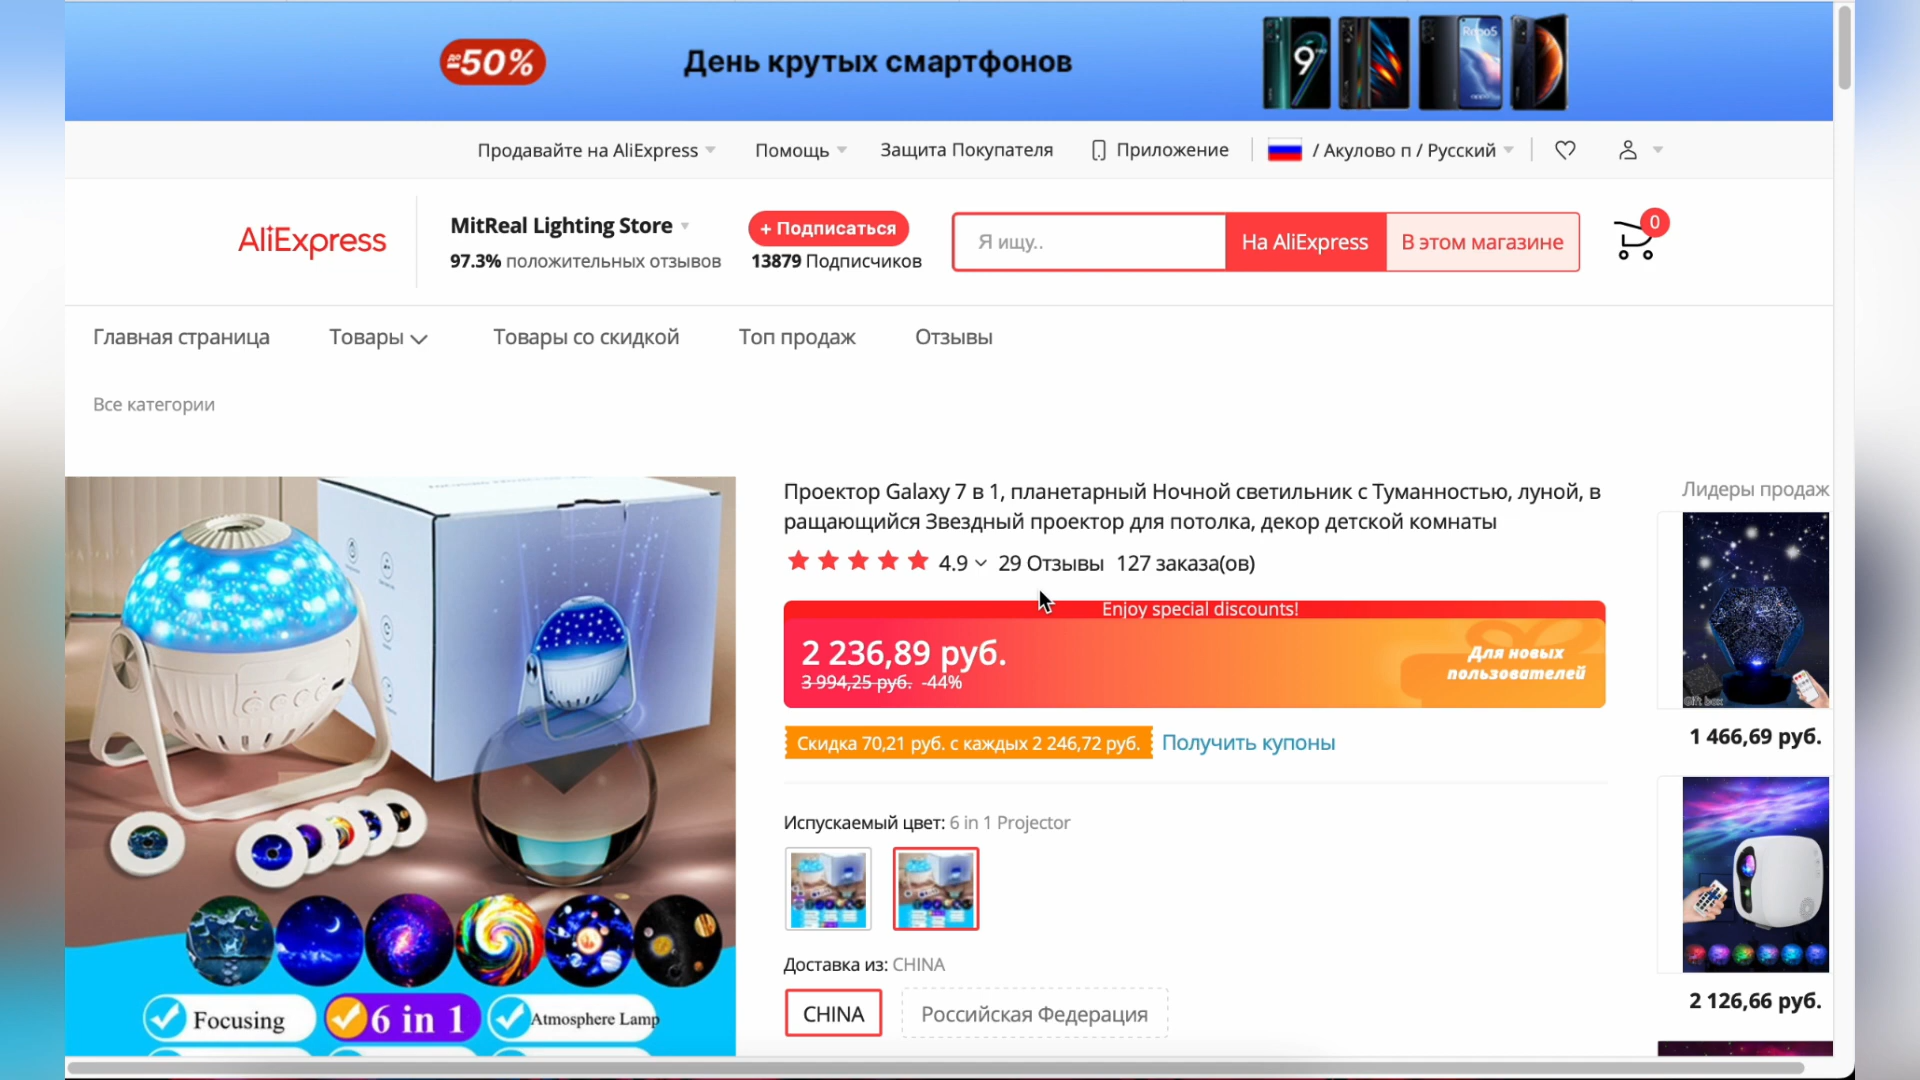 до -50%
День крутых смартфонов
Продавайте на AliExpress
Помощь
Защита Покупателя
Приложение
/ Акулово п / Русский
AliExpress
MitReal Lighting Store
97.3% положительных отзывов
+ Подписаться
13879 Подписчиков
Я ищу..
На AliExpress
В этом магазине
0
Главная страница
Товары
Товары со скидкой
Топ продаж
Отзывы
Все категории
Проектор Galaxy 7 в 1, планетарный Ночной светильник с Туманностью, луной, в
ращающийся Звездный проектор для потолка, декор детской комнаты
4.9
29 Отзывы
127 заказа(ов)
Enjoy special discounts!
2 236,89 руб.
3 994,25 руб. -44%
Для новых
пользователей
Скидка 70,21 руб. с каждых 2 246,72 руб.
Получить купоны
Испускаемый цвет: 6 in 1 Projector
Доставка из: CHINA
CHINA
Российская Федерация
Focusing
6 in 1
Atmosphere Lamp
Лидеры продаж
Gift box
1 466,69 руб.
2 126,66 руб.